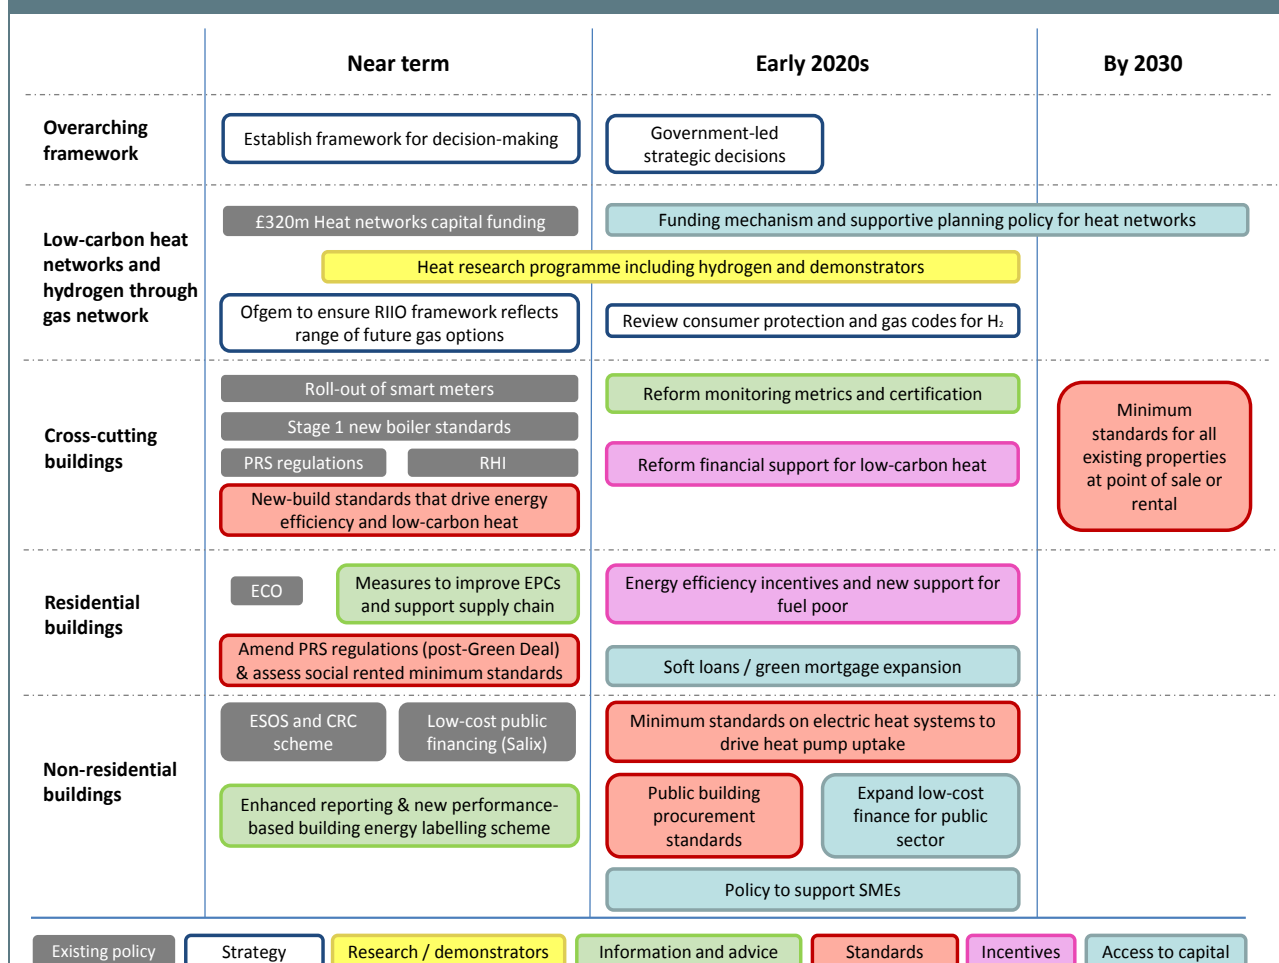 Near term
Early 2020s
By 2030
Overarching
framework
Establish framework for decision-making
Government-led
strategic decisions
Low-carbon heat
networks and
hydrogen through
gas network
£320m Heat networks capital funding
Funding mechanism and supportive planning policy for heat networks
Heat research programme including hydrogen and demonstrators
Ofgem to ensure RIIO framework reflects
range of future gas options
Review consumer protection and gas codes for H₂
Cross-cutting
buildings
Roll-out of smart meters
Stage 1 new boiler standards
PRS regulations
RHI
New-build standards that drive energy
efficiency and low-carbon heat
Reform monitoring metrics and certification
Reform financial support for low-carbon heat
Minimum
standards for all
existing properties
at point of sale or
rental
Residential
buildings
ECO
Measures to improve EPCs
and support supply chain
Amend PRS regulations (post-Green Deal)
& assess social rented minimum standards
Energy efficiency incentives and new support for
fuel poor
Soft loans / green mortgage expansion
Non-residential
buildings
ESOS and CRC
scheme
Low-cost public
financing (Salix)
Enhanced reporting & new performance-
based building energy labelling scheme
Minimum standards on electric heat systems to
drive heat pump uptake
Public building
procurement
standards
Expand low-cost
finance for public
sector
Policy to support SMEs
Existing policy
Strategy
Research / demonstrators
Information and advice
Standards
Incentives
Access to capital